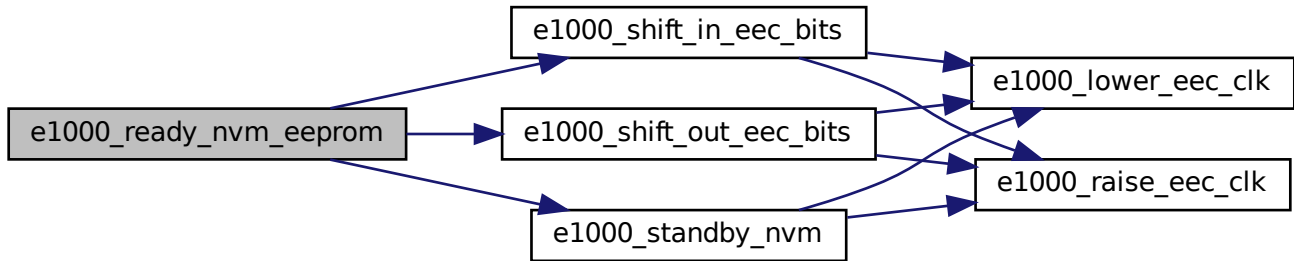 e1000_ready_nvm_eeprom
e1000_shift_in_eec_bits
e1000_shift_out_eec_bits
e1000_standby_nvm
e1000_lower_eec_clk
e1000_raise_eec_clk